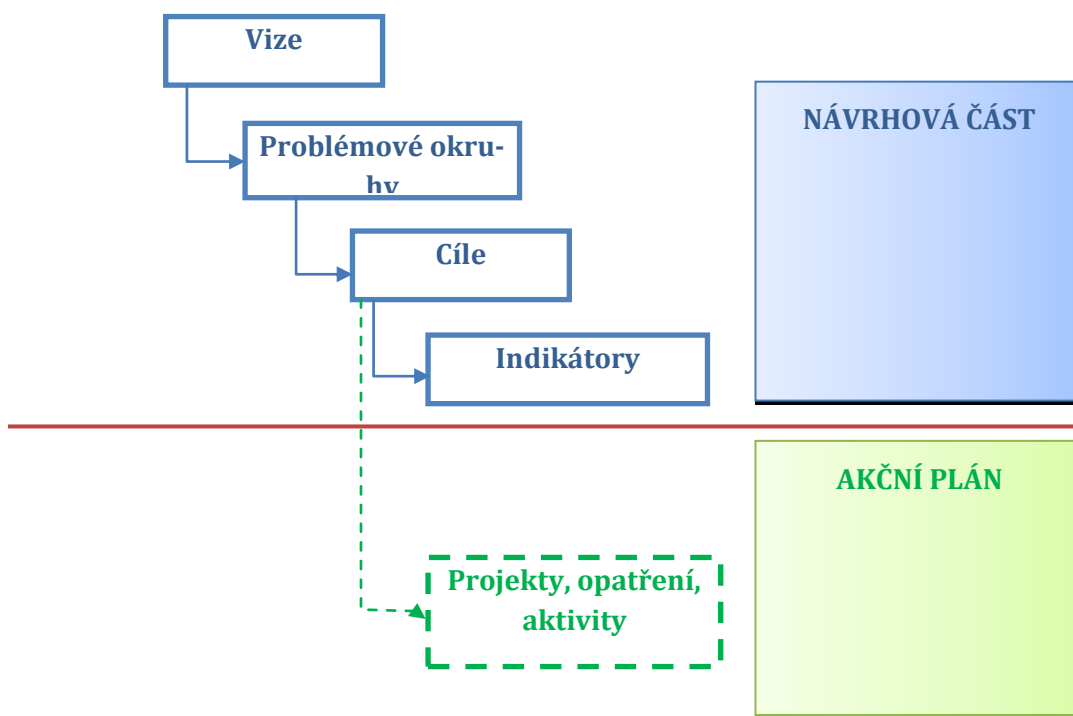 Vize
NÁVRHOVÁ ČÁST
Problémové okru-
hy
Cíle
Indikátory
AKČNÍ PLÁN
Projekty, opatření,
aktivity